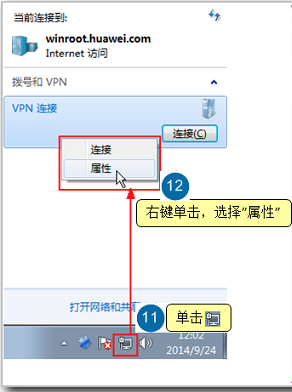 当前连接到:
winroot.huawei.com
Internet 访问
拨号和 VPN
VPN 连接
连接(C)
连接
属性
12
右键单击，选择"属性"
打开网络和共
11
单击
12:02
2014/9/24